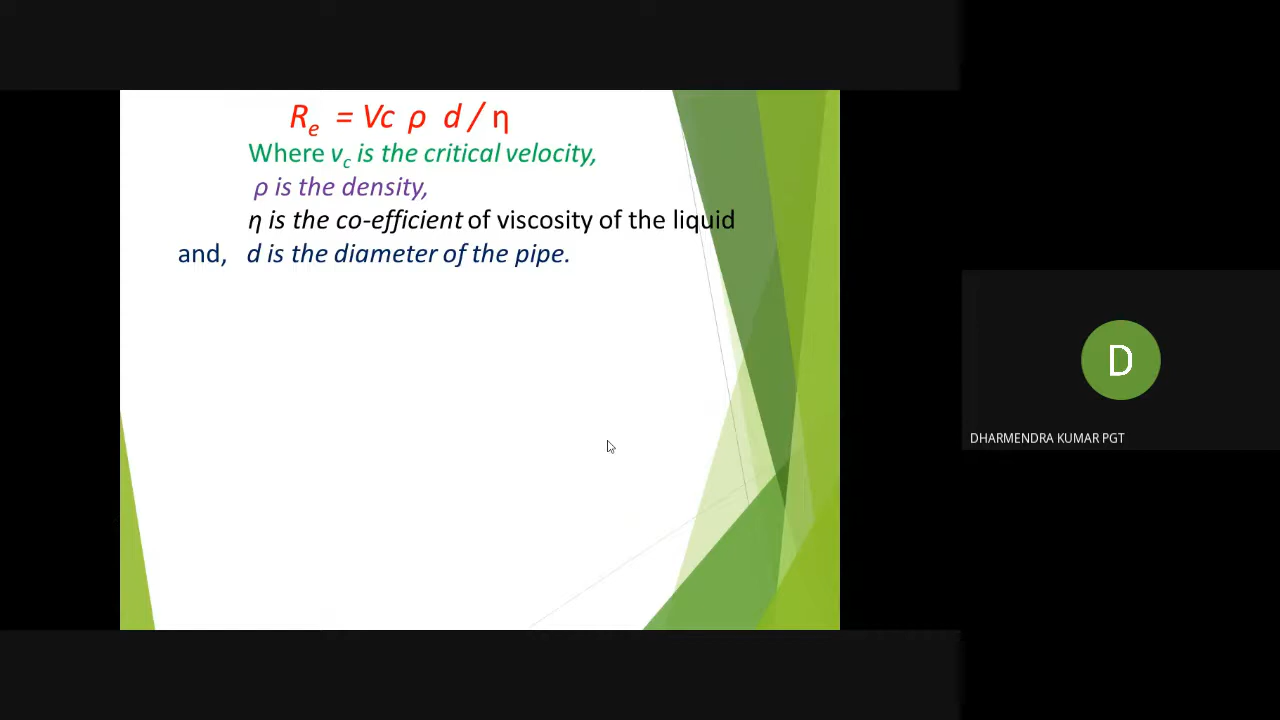 Re = Vc ρ d / η
Where vc is the critical velocity,
ρ is the density,
η is the co-efficient of viscosity of the liquid
and, d is the diameter of the pipe.
D
DHARMENDRA KUMAR PGT